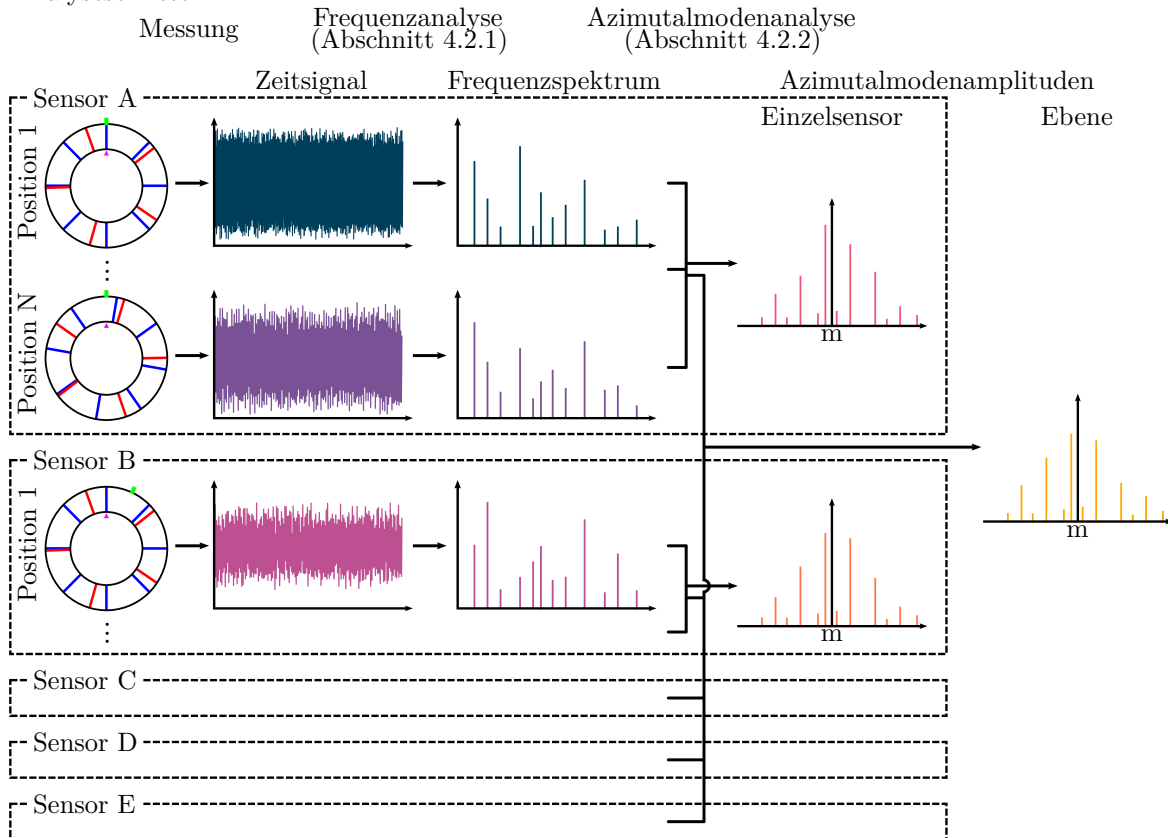 Messung
Frequenzanalyse
(Abschnitt 4.2.1)
Azimutalmodenanalyse
(Abschnitt 4.2.2)
Zeitsignal
Frequenzspektrum
Azimutalmodenamplituden
Einzelsensor
Ebene
Sensor A
Position 1
Position N
m
Sensor B
Position 1
m
m
Sensor C
Sensor D
Sensor E